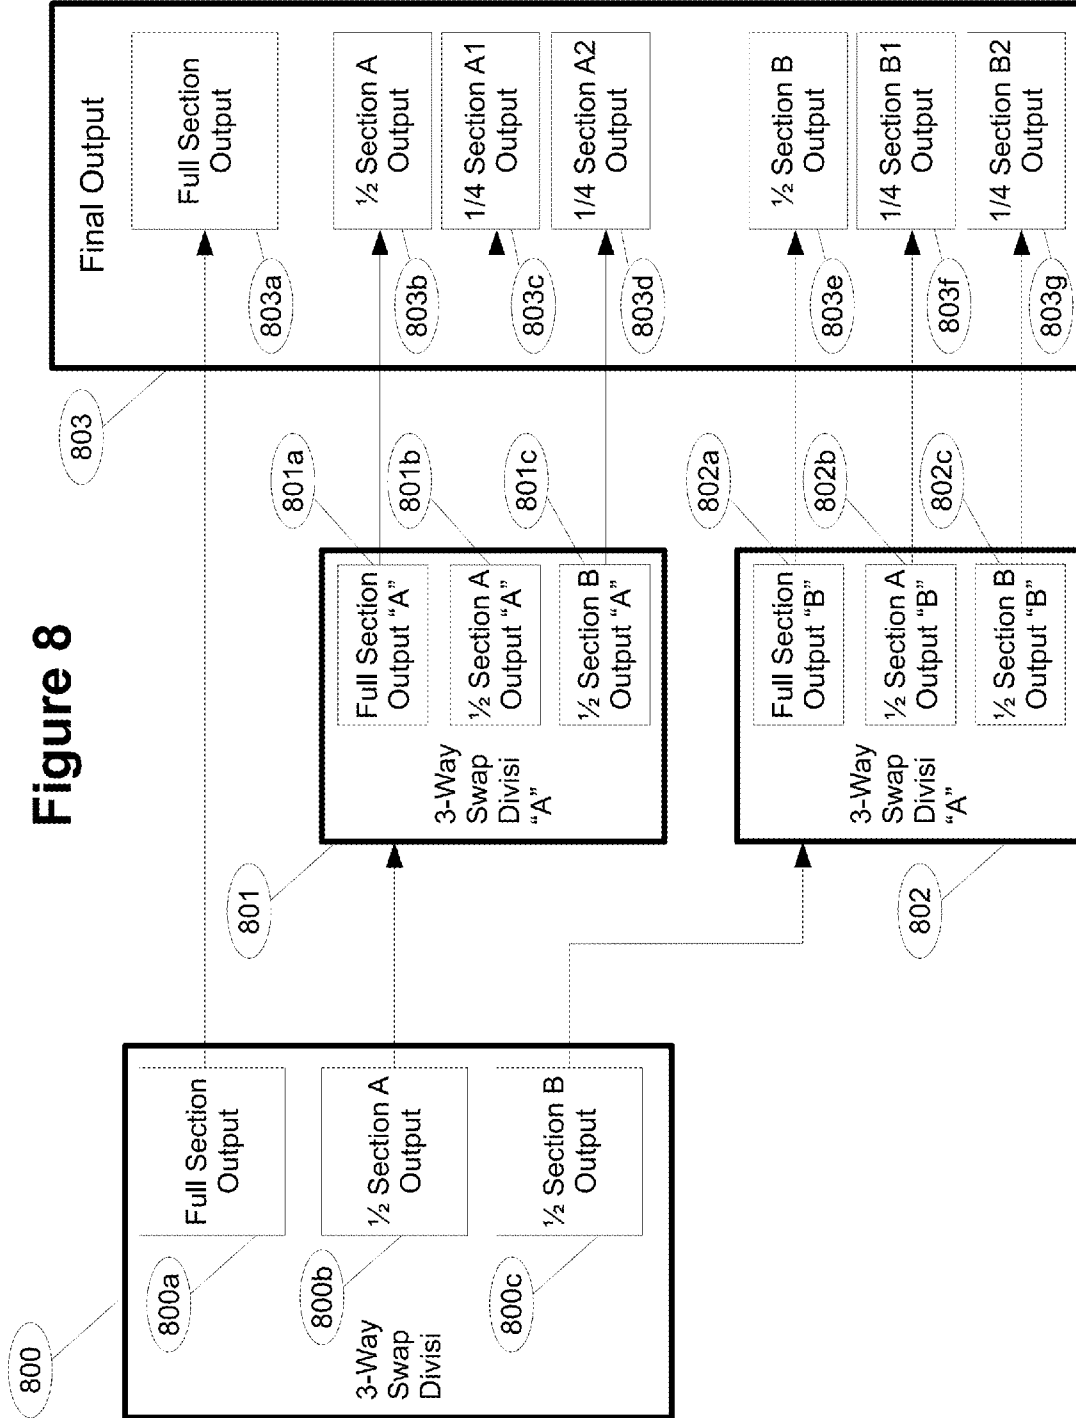 Figure 8
800
3-Way
Swap
Divisi
800a
Full Section
Output
800b
½ Section A
Output
800c
½ Section B
Output
801
3-Way
Swap
Divisi
“A”
801a
Full Section
Output “A”
801b
½ Section A
Output “A”
801c
½ Section B
Output “A”
802
3-Way
Swap
Divisi
“A”
802a
Full Section
Output “B”
802b
½ Section A
Output “B”
802c
½ Section B
Output “B”
803
Final Output
803a
Full Section
Output
803b
½ Section A
Output
803c
1/4 Section A1
Output
803d
1/4 Section A2
Output
803e
½ Section B
Output
803f
1/4 Section B1
Output
803g
1/4 Section B2
Output